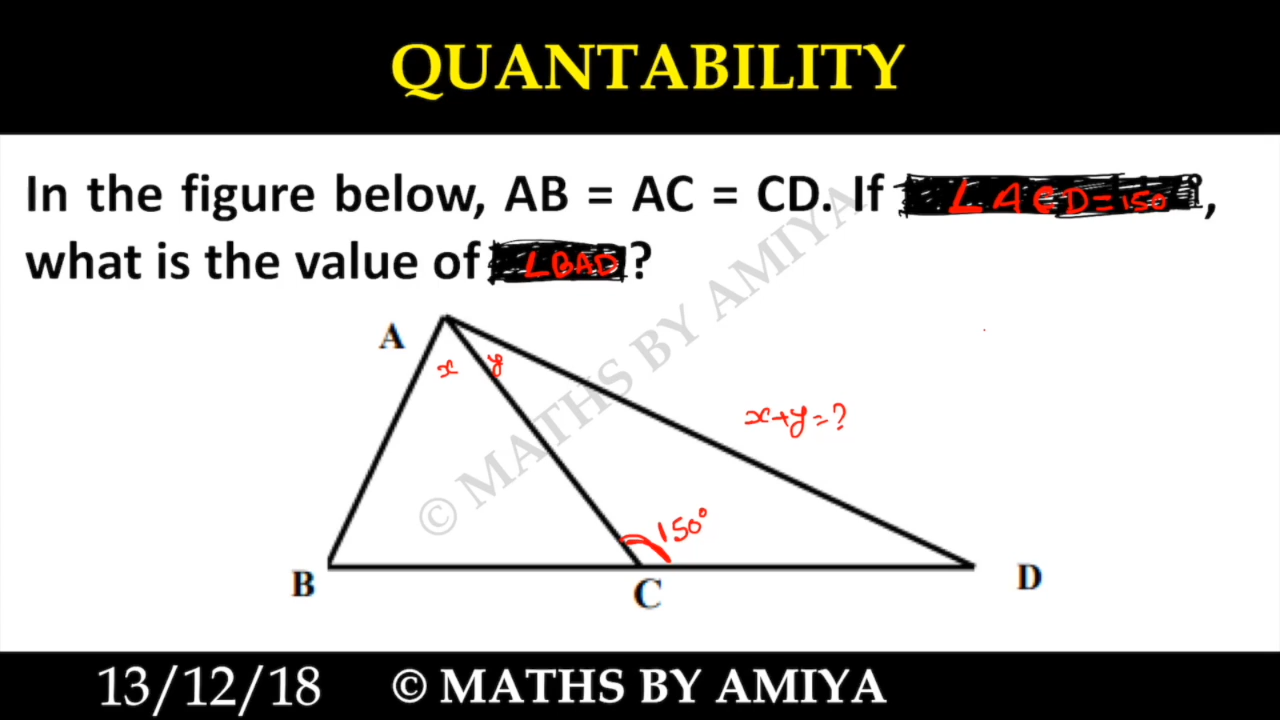 QUANTABILITY
In the figure below, AB = AC = CD. If ∠ACD=150°,
what is the value of ∠BAD?
A
x y
x+y=?
© MATHS BY AMIYA
150°
B
C
D
13/12/18 © MATHS BY AMIYA